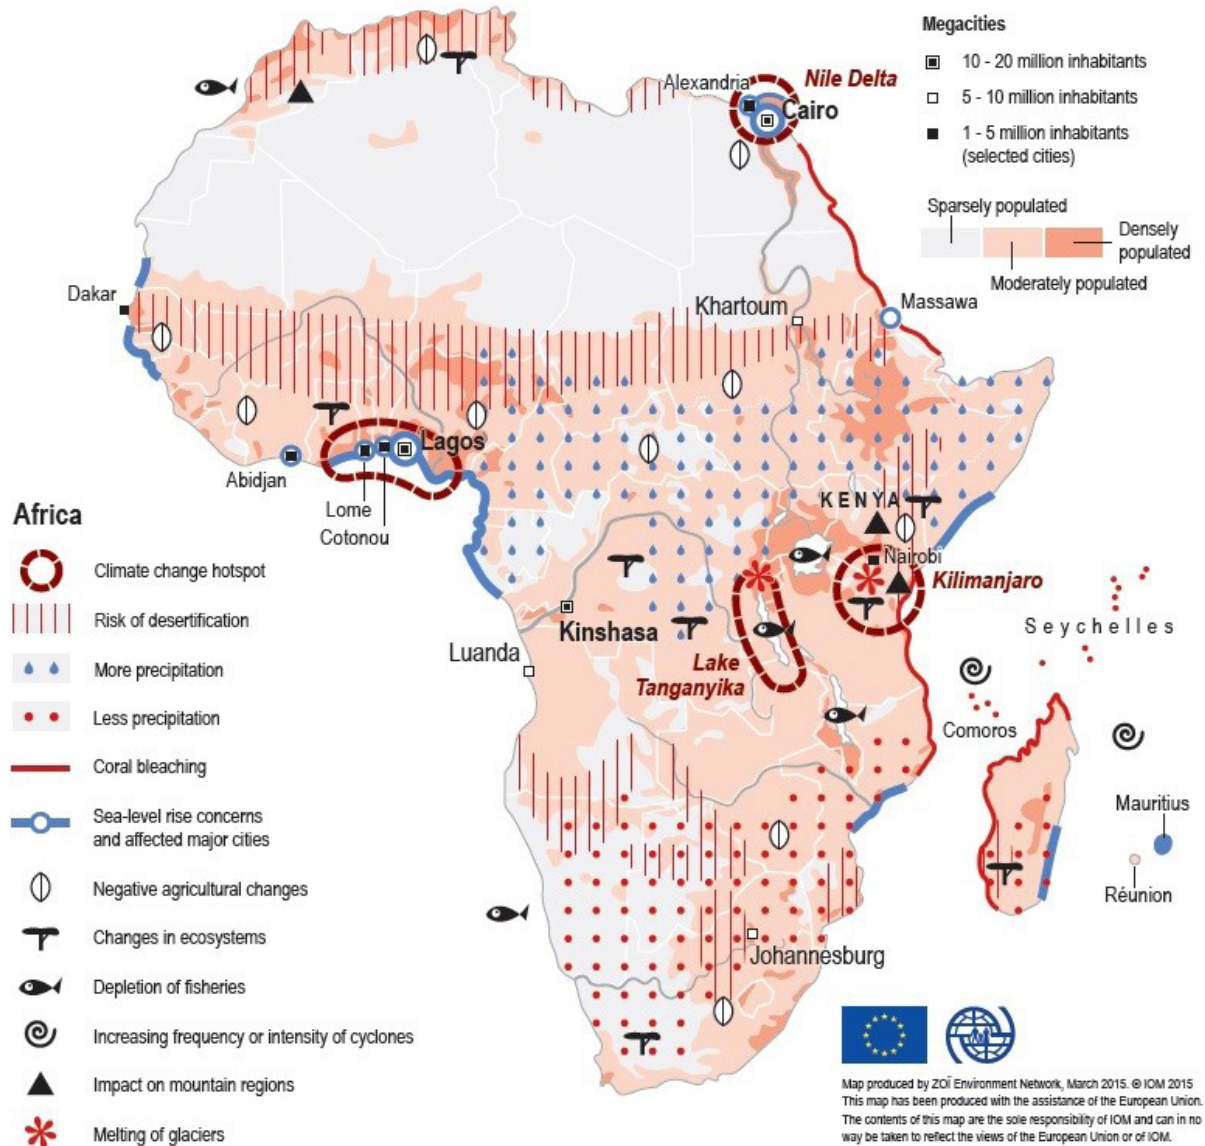 Megacities
10 - 20 million inhabitants
5 - 10 million inhabitants
1 - 5 million inhabitants
(selected cities)
Sparsely populated
Densely
populated
Moderately populated
Alexandria
Nile Delta
Cairo
Dakar
Khartoum
Massawa
Lagos
Abidjan
Lome
Cotonou
KENYA
Nairobi
Kilimanjaro
Kinshasa
Luanda
Lake
Tanganyika
Seychelles
Comoros
Mauritius
Réunion
Johannesburg
Africa
Climate change hotspot
Risk of desertification
More precipitation
Less precipitation
Coral bleaching
Sea-level rise concerns
and affected major cities
Negative agricultural changes
Changes in ecosystems
Depletion of fisheries
Increasing frequency or intensity of cyclones
Impact on mountain regions
Melting of glaciers
Map produced by ZOÏ Environment Network, March 2015. © IOM 2015
This map has been produced with the assistance of the European Union.
The contents of this map are the sole responsibility of IOM and can in no
way be taken to reflect the views of the European Union or of IOM.